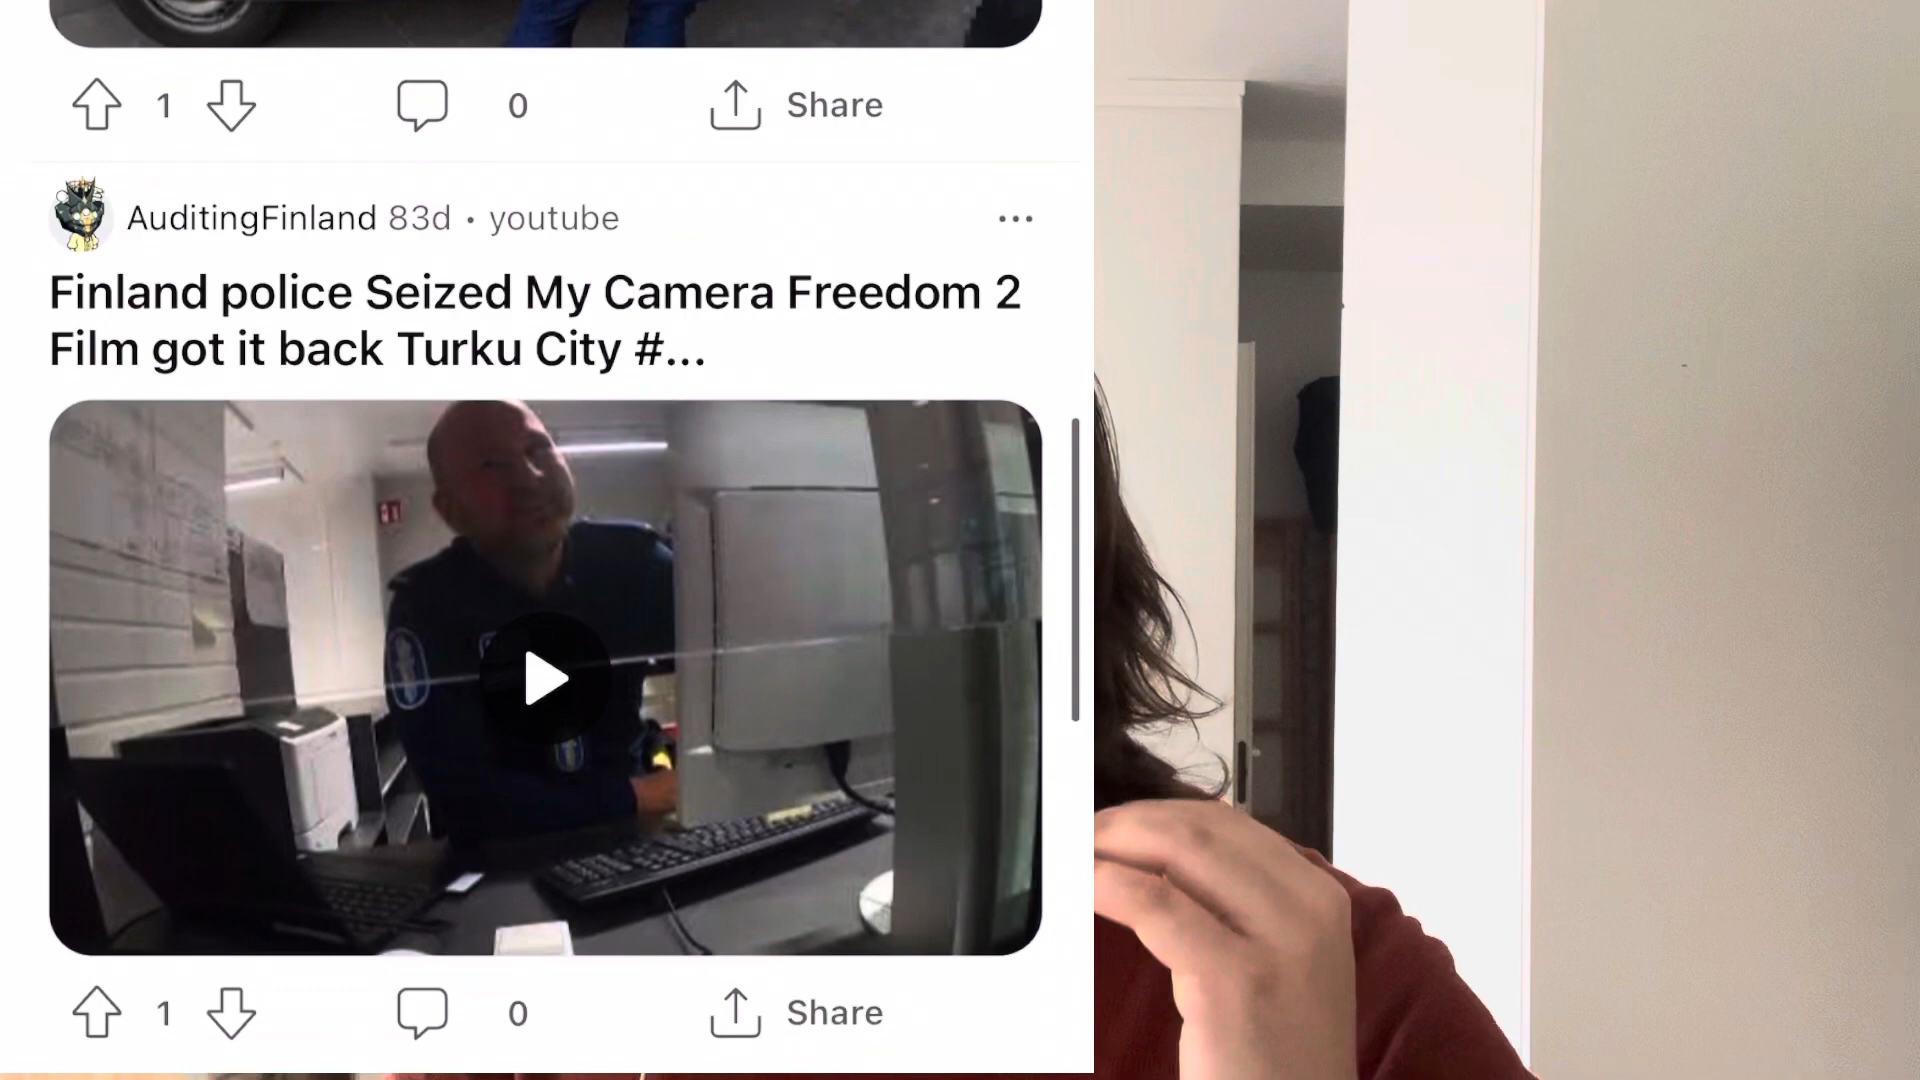 1
0
Share
AuditingFinland 83d • youtube
Finland police Seized My Camera Freedom 2
Film got it back Turku City #...
1
0
Share